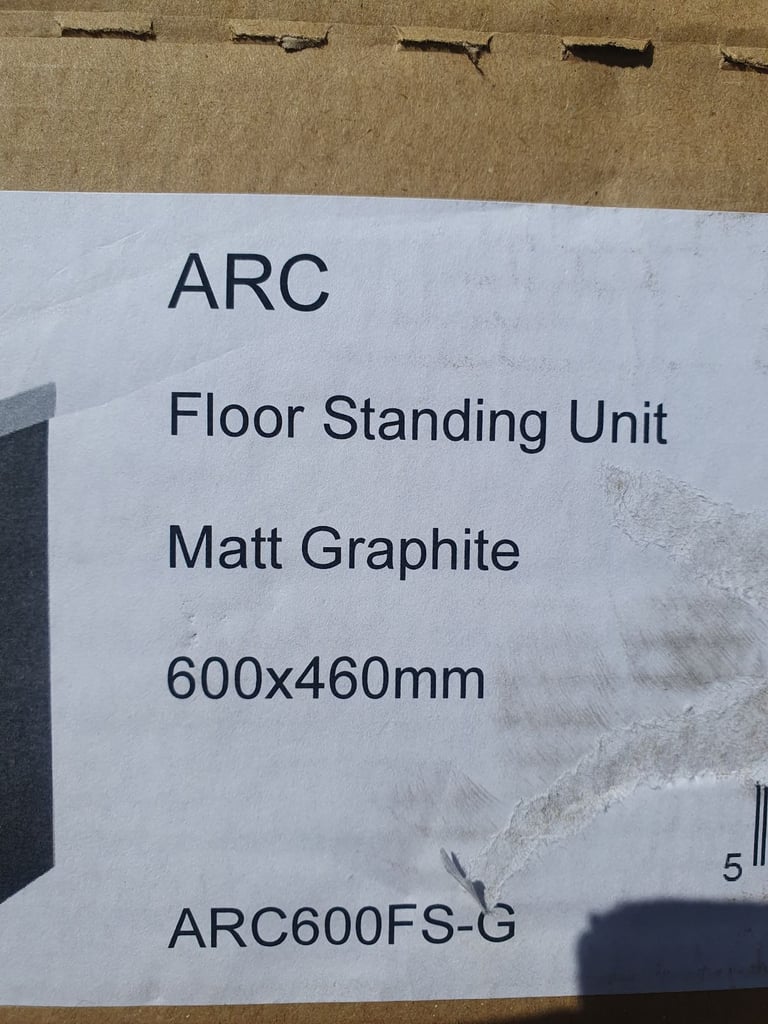 ARC
Floor Standing Unit
Matt Graphite
600x460mm
5
ARC600FS-G